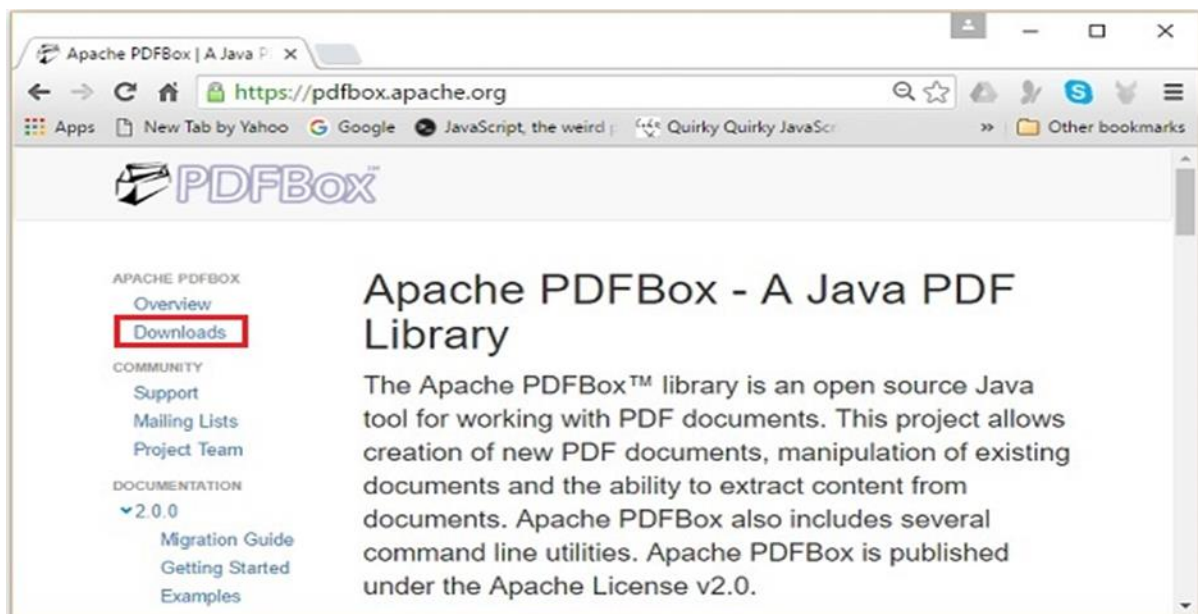 Apache PDFBox | A Java P
https://pdfbox.apache.org
Apps New Tab by Yahoo Google JavaScript, the weird Quirky Quirky JavaScr » Other bookmarks
PDFBox™
APACHE PDFBOX
Overview
Downloads
COMMUNITY
Support
Mailing Lists
Project Team
DOCUMENTATION
2.0.0
Migration Guide
Getting Started
Examples
Apache PDFBox - A Java PDF
Library
The Apache PDFBox™ library is an open source Java
tool for working with PDF documents. This project allows
creation of new PDF documents, manipulation of existing
documents and the ability to extract content from
documents. Apache PDFBox also includes several
command line utilities. Apache PDFBox is published
under the Apache License v2.0.